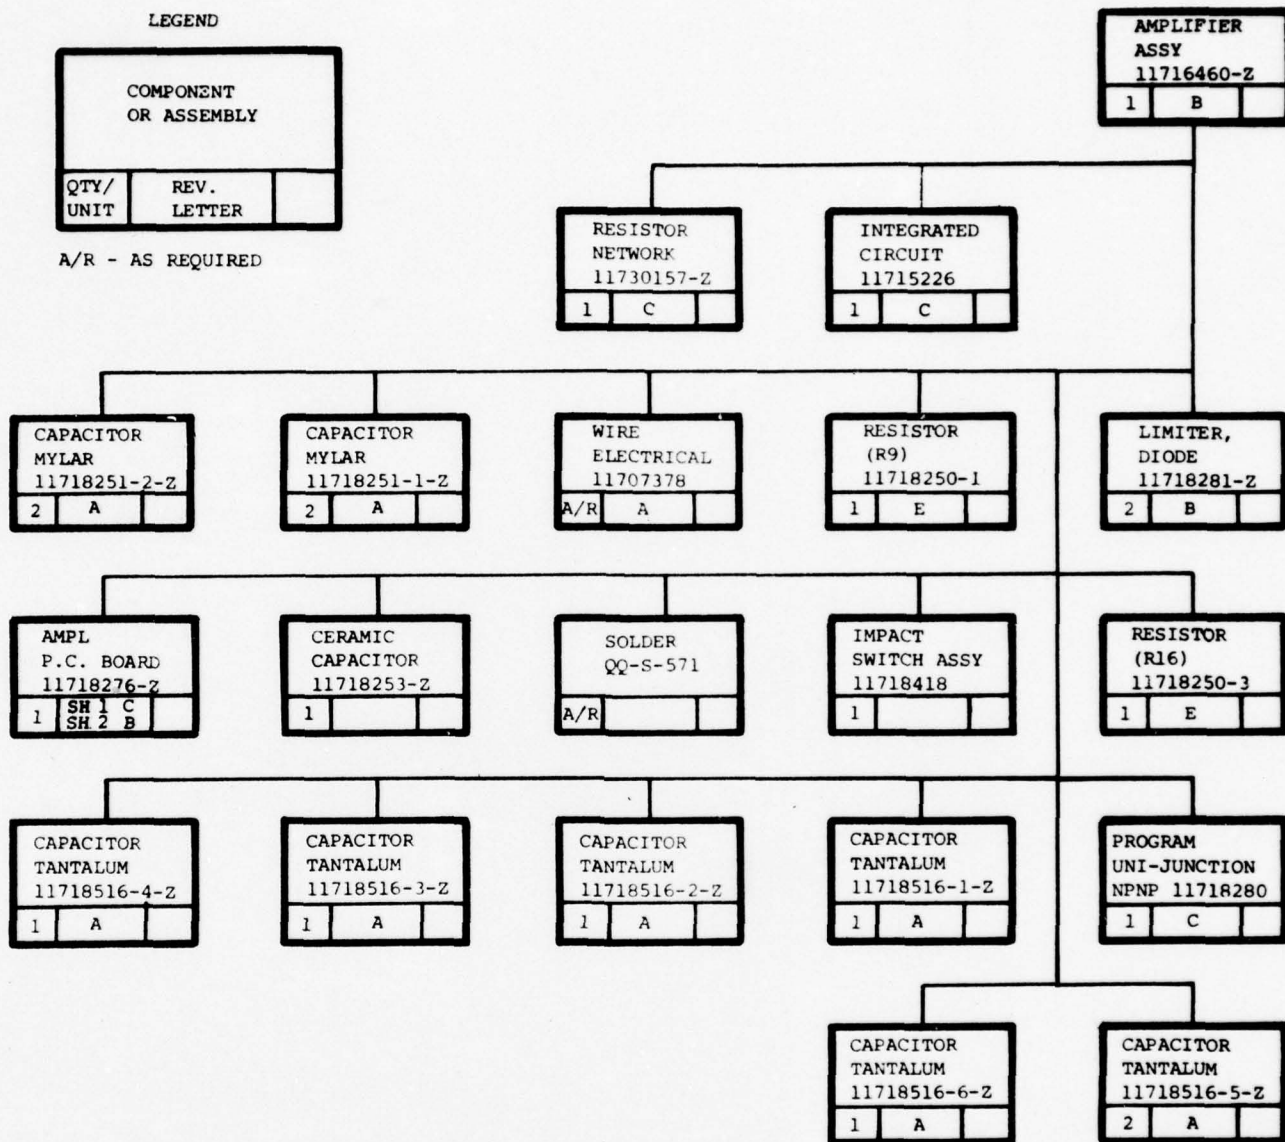 LEGEND
COMPONENT
OR ASSEMBLY
QTY/
UNIT
REV.
LETTER
A/R - AS REQUIRED
AMPLIFIER
ASSY
11716460-Z
1 B
RESISTOR
NETWORK
11730157-Z
1 C
INTEGRATED
CIRCUIT
11715226
1 C
CAPACITOR
MYLAR
11718251-2-Z
2 A
CAPACITOR
MYLAR
11718251-1-Z
2 A
WIRE
ELECTRICAL
11707378
A/R A
RESISTOR
(R9)
11718250-1
1 E
LIMITER,
DIODE
11718281-Z
2 B
AMPL
P.C. BOARD
11718276-Z
1
SH 1 C
SH 2 B
CERAMIC
CAPACITOR
11718253-Z
1
SOLDER
QQ-S-571
A/R
IMPACT
SWITCH ASSY
11718418
1
RESISTOR
(R16)
11718250-3
1 E
CAPACITOR
TANTALUM
11718516-4-Z
1 A
CAPACITOR
TANTALUM
11718516-3-Z
1 A
CAPACITOR
TANTALUM
11718516-2-Z
1 A
CAPACITOR
TANTALUM
11718516-1-Z
1 A
PROGRAM
UNI-JUNCTION
NPNP 11718280
1 C
CAPACITOR
TANTALUM
11718516-6-Z
1 A
CAPACITOR
TANTALUM
11718516-5-Z
2 A